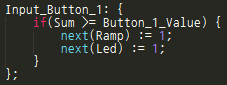 Input_Button_1: {
    if(Sum >= Button_1_Value) {
        next(Ramp) := 1;
        next(Led) := 1;
    }
};